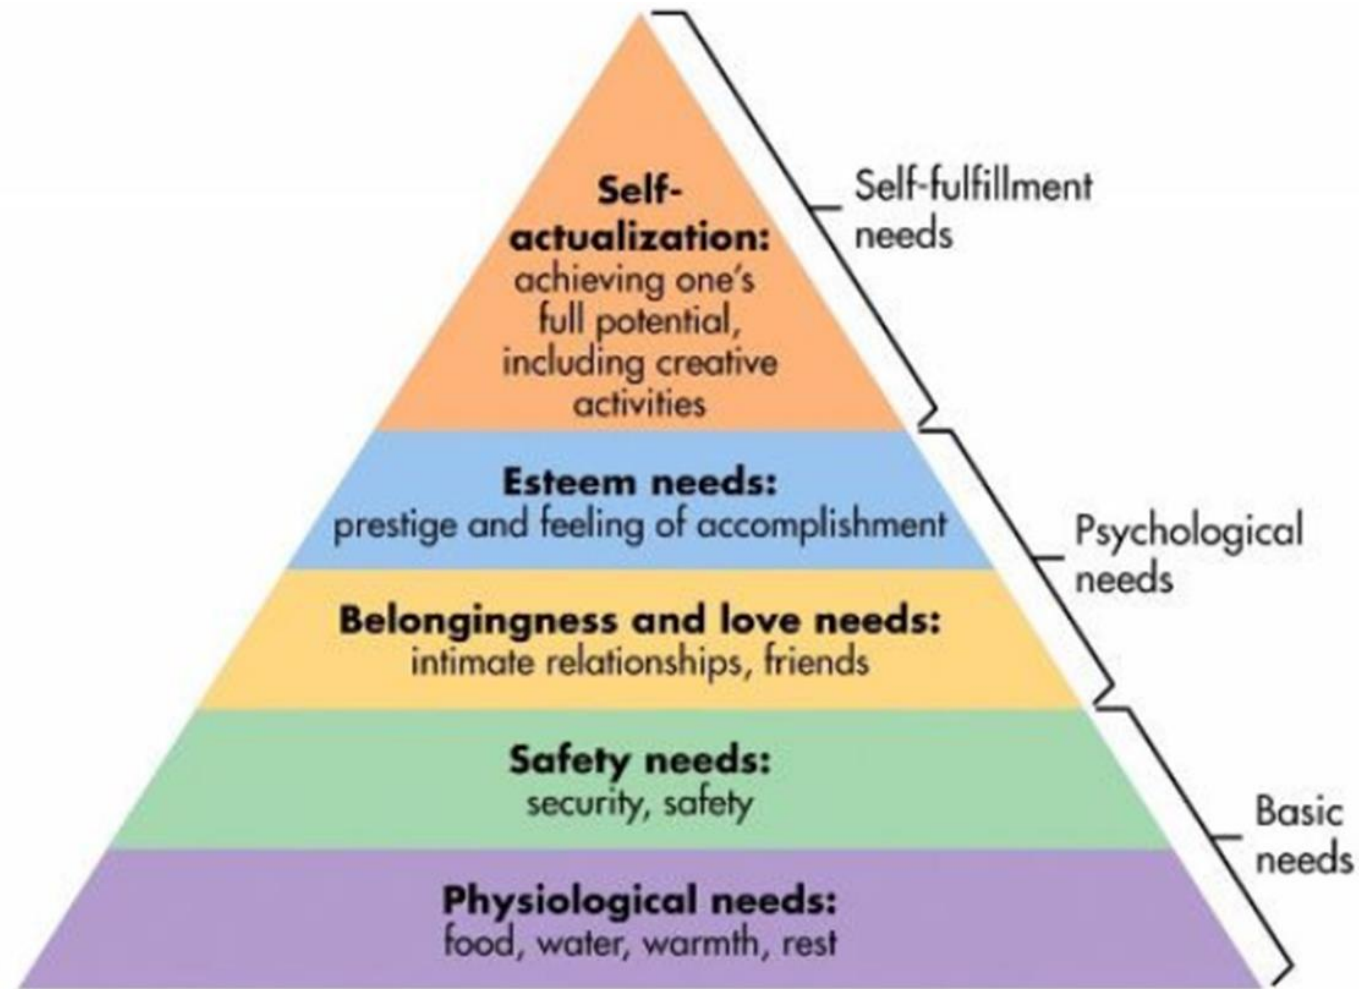 Self-
actualization:
achieving one's
full potential,
including creative
activities
Self-fulfillment
needs
Esteem needs:
prestige and feeling of accomplishment
Psychological
needs
Belongingness and love needs:
intimate relationships, friends
Safety needs:
security, safety
Basic
needs
Physiological needs:
food, water, warmth, rest